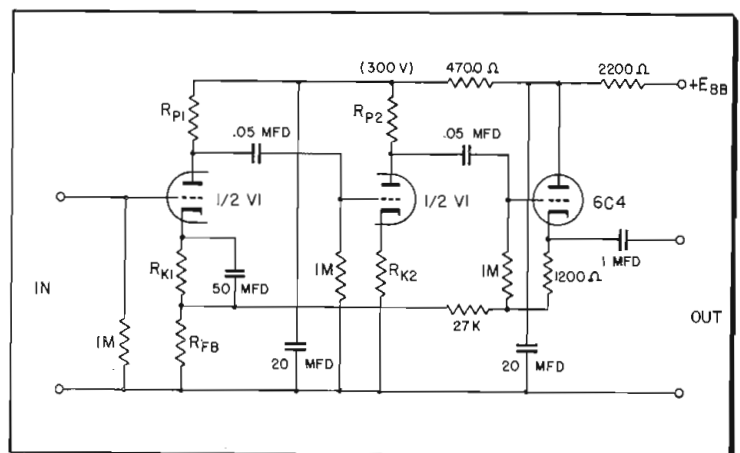 (300 V)
4700 Ω
2200 Ω
+EBB
RP1
RP2
.05 MFD
.05 MFD
1/2 V1
1/2 V1
6C4
1 MFD
RK1
50 MFD
1M
RK2
1M
1200 Ω
IN
27 K
OUT
1M
RFB
20 MFD
20 MFD